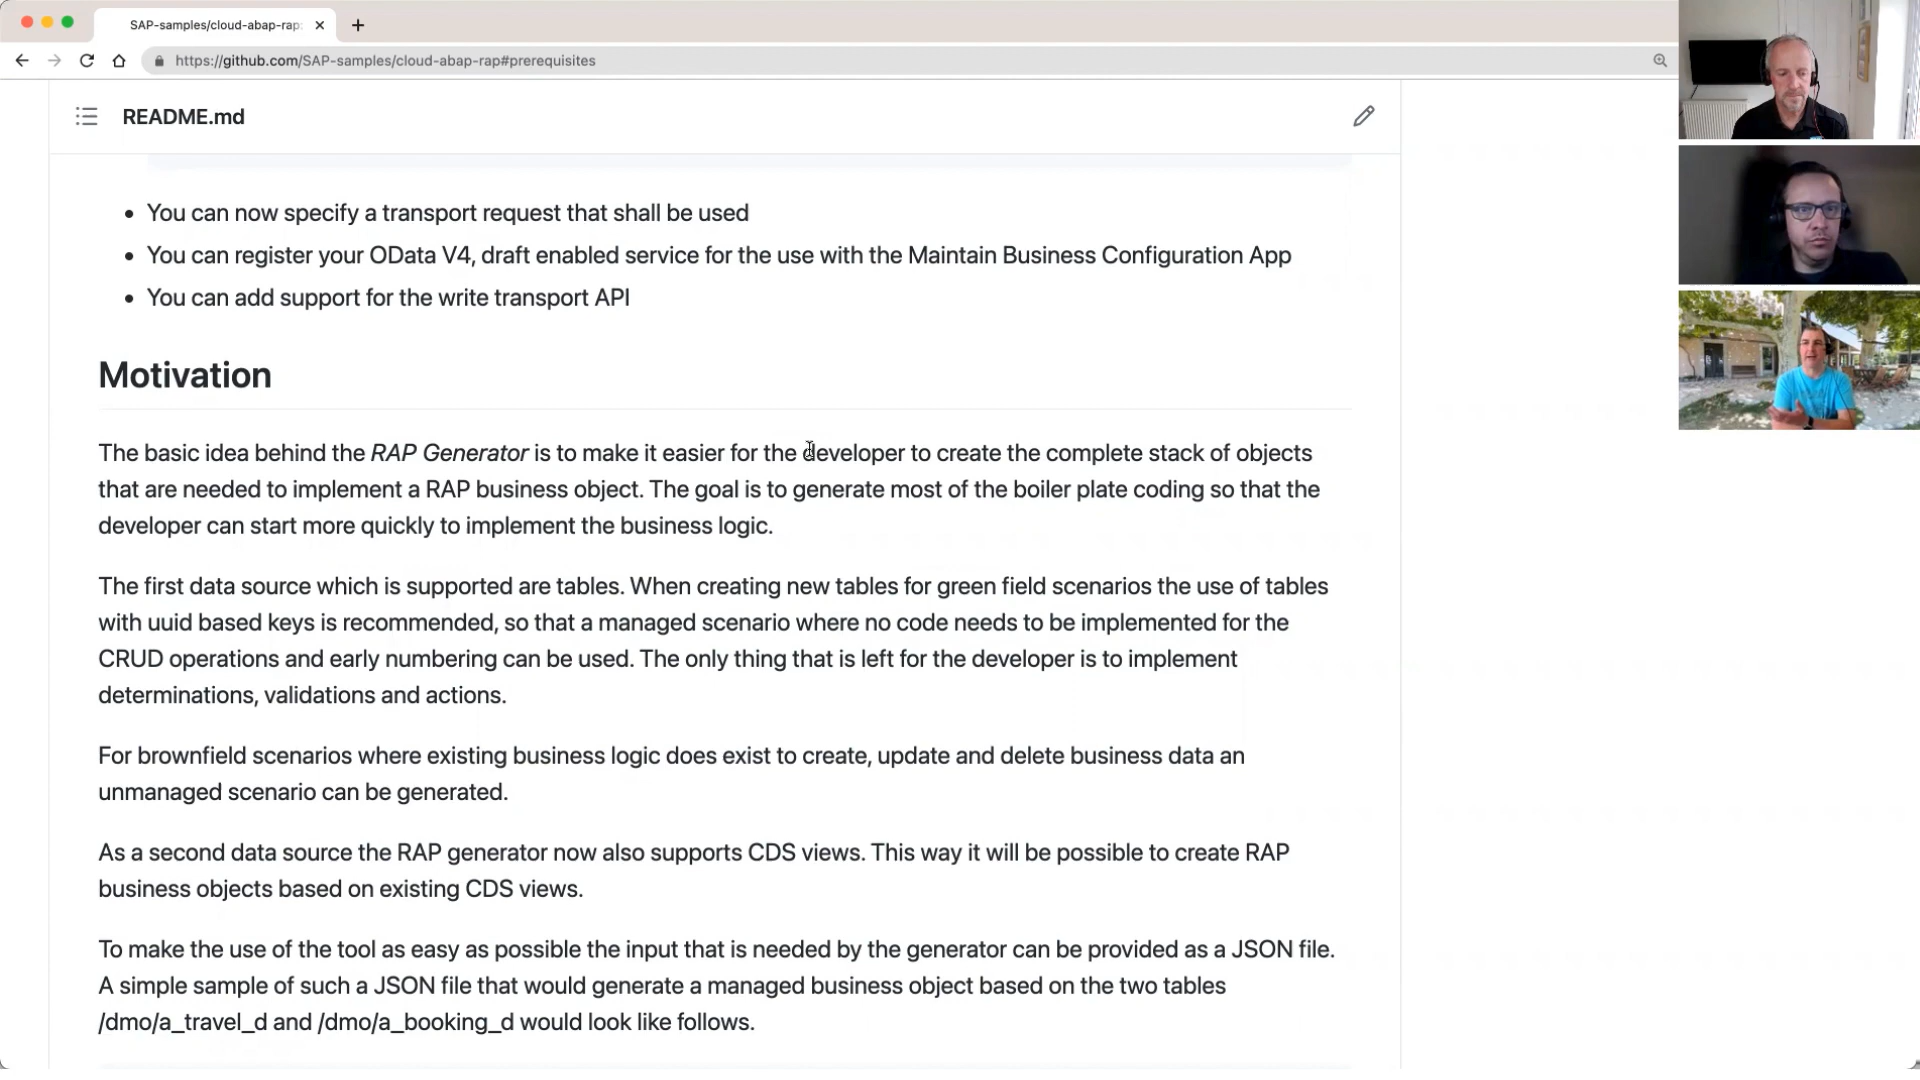 SAP-samples/cloud-abap-rap:
https://github.com/SAP-samples/cloud-abap-rap#prerequisites
README.md
• You can now specify a transport request that shall be used
• You can register your OData V4, draft enabled service for the use with the Maintain Business Configuration App
• You can add support for the write transport API
Motivation
The basic idea behind the RAP Generator is to make it easier for the developer to create the complete stack of objects
that are needed to implement a RAP business object. The goal is to generate most of the boiler plate coding so that the
developer can start more quickly to implement the business logic.
The first data source which is supported are tables. When creating new tables for green field scenarios the use of tables
with uuid based keys is recommended, so that a managed scenario where no code needs to be implemented for the
CRUD operations and early numbering can be used. The only thing that is left for the developer is to implement
determinations, validations and actions.
For brownfield scenarios where existing business logic does exist to create, update and delete business data an
unmanaged scenario can be generated.
As a second data source the RAP generator now also supports CDS views. This way it will be possible to create RAP
business objects based on existing CDS views.
To make the use of the tool as easy as possible the input that is needed by the generator can be provided as a JSON file.
A simple sample of such a JSON file that would generate a managed business object based on the two tables
/dmo/a_travel_d and /dmo/a_booking_d would look like follows.